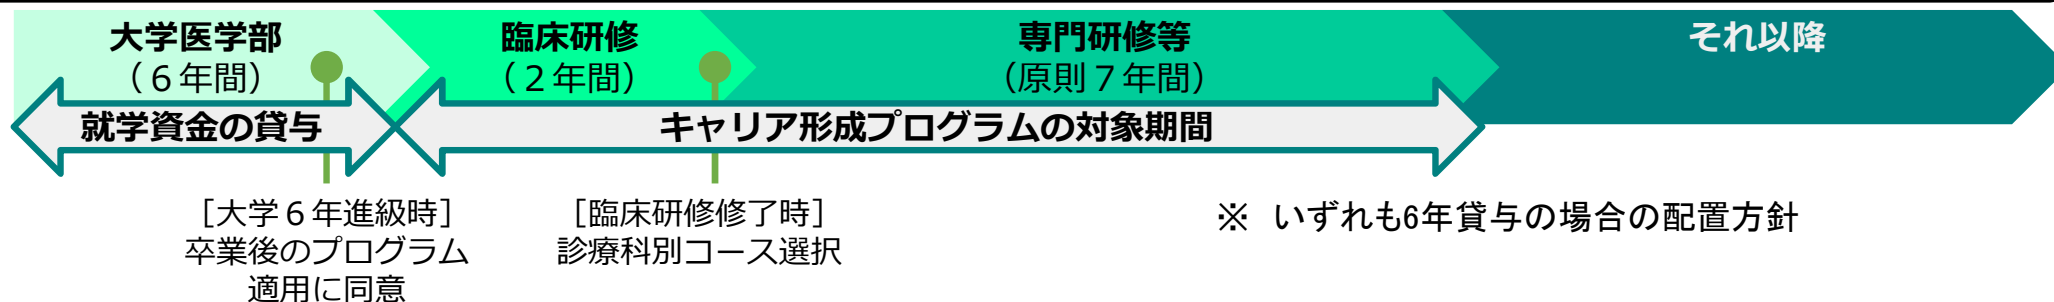 大学医学部
（６年間）
臨床研修
（２年間）
専門研修等
（原則７年間）
それ以降
就学資金の貸与
キャリア形成プログラムの対象期間
［大学６年進級時］
卒業後のプログラム
適用に同意
［臨床研修修了時］
診療科別コース選択
※　いずれも6年貸与の場合の配置方針